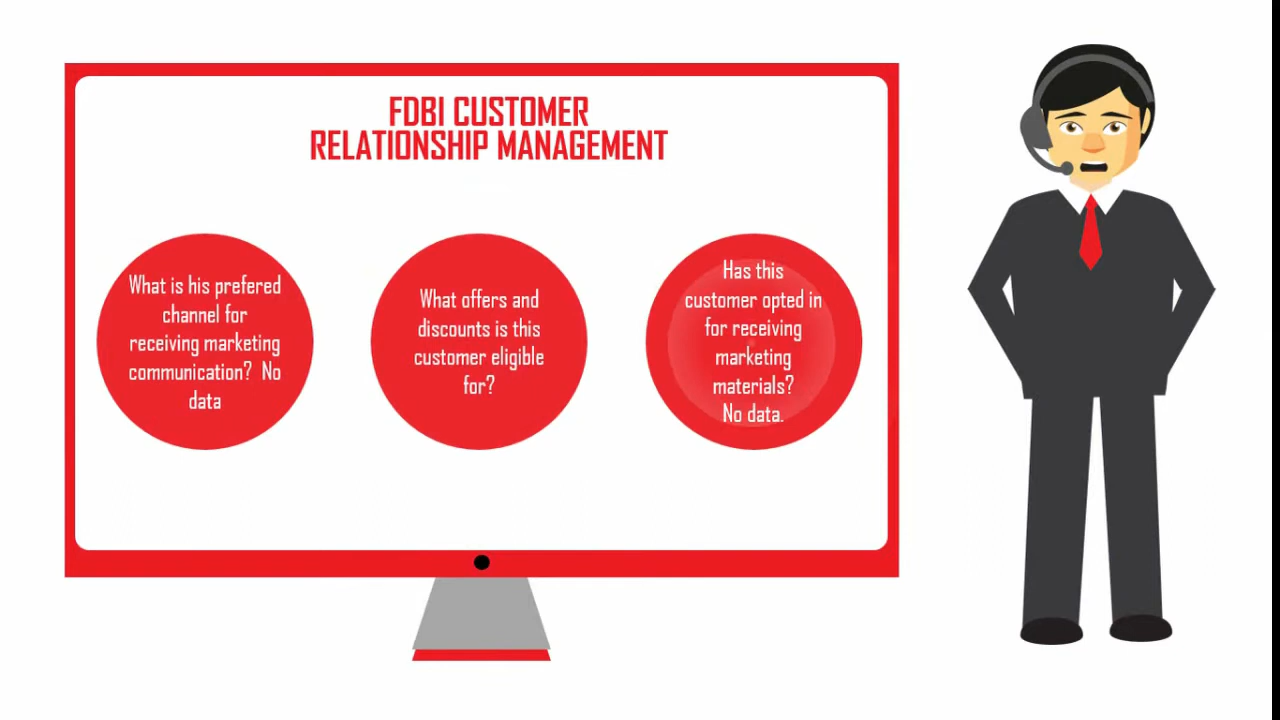 FDBI CUSTOMER
RELATIONSHIP MANAGEMENT
What is his prefered
channel for
receiving marketing
communication?  No
data
What offers and
discounts is this
customer eligible
for?
Has this
customer opted in
for receiving
marketing
materials?
No data.